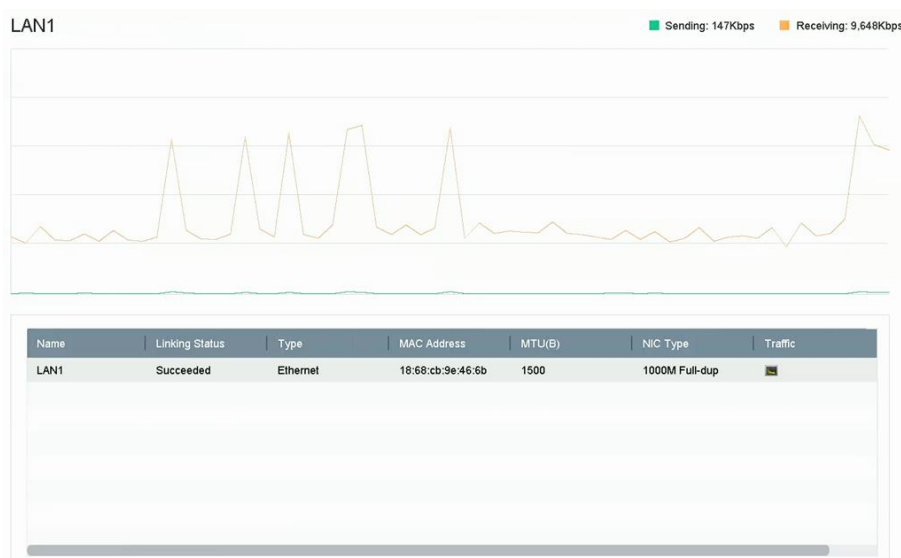 LAN1
Sending: 147Kbps Receiving: 9,648Kbps
Name Linking Status Type MAC Address MTU(B) NIC Type Traffic
LAN1 Succeeded Ethernet 18:68:cb:9e:46:6b 1500 1000M Full-dup